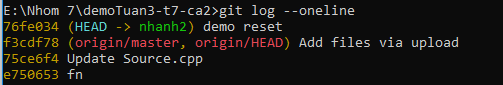 E:\Nhom 7\demoTuan3-t7-ca2>git log --oneline
76fe034 (HEAD -> nhanh2) demo reset
f3cdf78 (origin/master, origin/HEAD) Add files via upload
75ce6f4 Update Source.cpp
e750653 fn